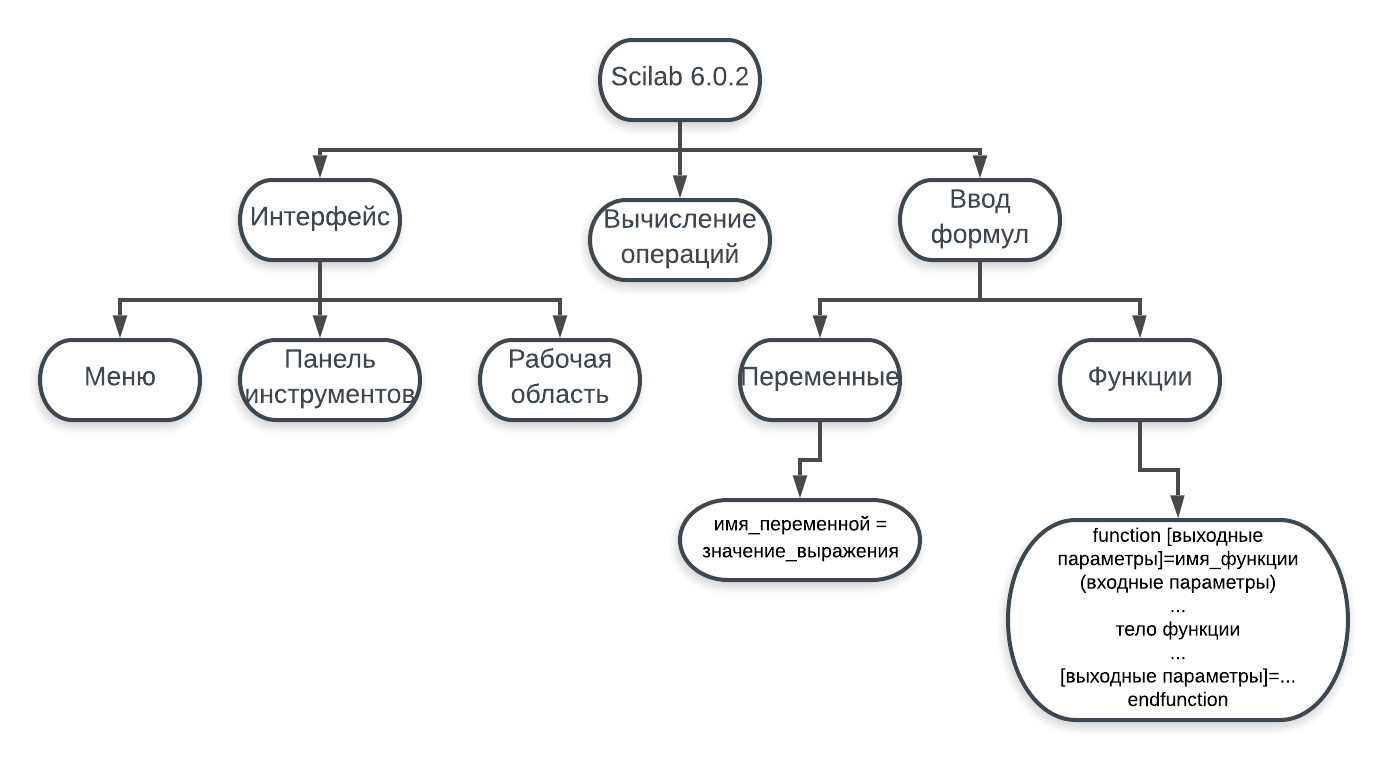 Scilab 6.0.2
Интерфейс
Вычисление
операций
Ввод
формул
Меню
Панель
инструментов
Рабочая
область
Переменные
Функции
имя_переменной =
значение_выражения
function [выходные
параметры]=имя_функции
(входные параметры)
...
тело функции
...
[выходные параметры]=...
endfunction